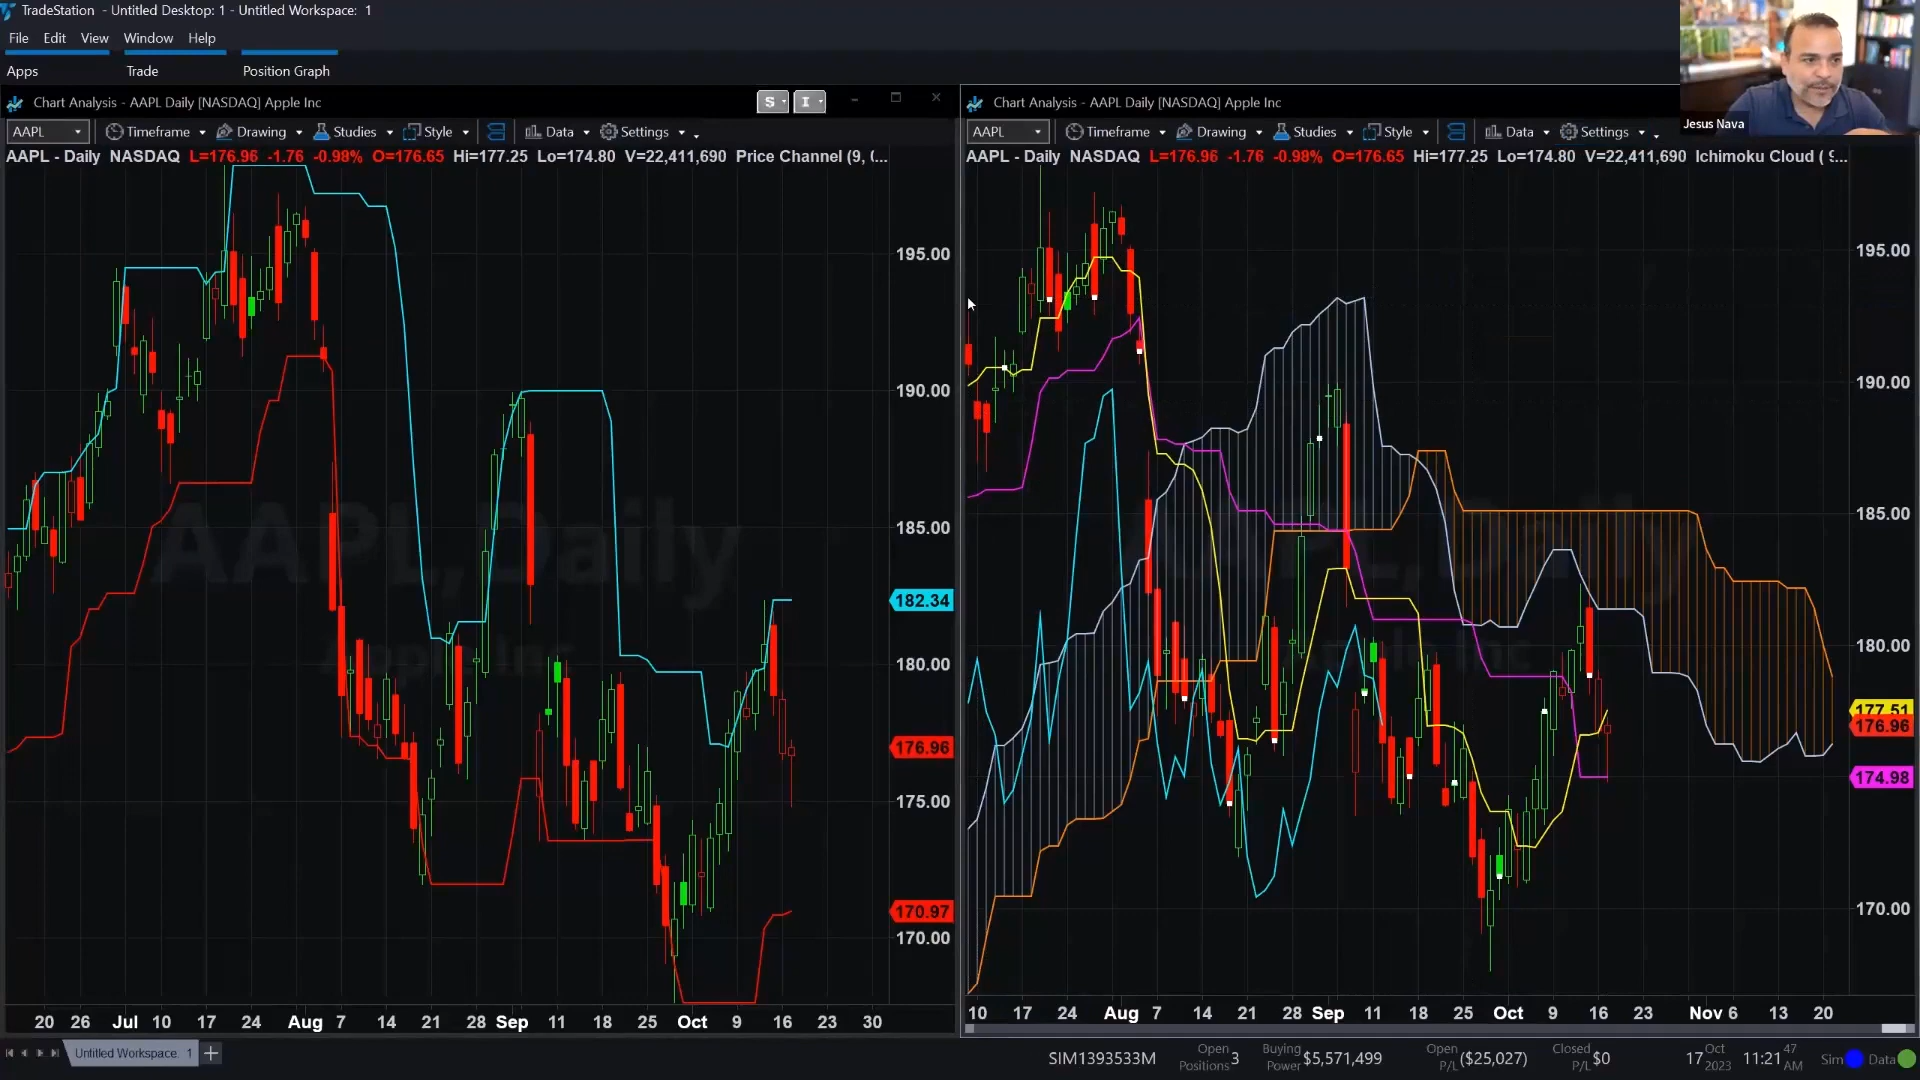 TradeStation - Untitled Desktop: 1 - Untitled Workspace: 1
File Edit View Window Help
Apps Trade Position Graph
Jesus Nava
Chart Analysis - AAPL Daily [NASDAQ] Apple Inc
S I
AAPL Timeframe Drawing Studies Style Data Settings
AAPL - Daily NASDAQ L=176.96 -1.76 -0.98% O=176.65 Hi=177.25 Lo=174.80 V=22,411,690 Price Channel (9, (...
195.00
190.00
185.00
182.34
180.00
176.96
175.00
170.97
170.00
AAPL, Daily
Apple Inc
20 26 Jul 10 17 24 Aug 7 14 21 28 Sep 11 18 25 Oct 9 16 23 30
Chart Analysis - AAPL Daily [NASDAQ] Apple Inc
AAPL Timeframe Drawing Studies Style Data Settings
AAPL - Daily NASDAQ L=176.96 -1.76 -0.98% O=176.65 Hi=177.25 Lo=174.80 V=22,411,690 Ichimoku Cloud ( 9...
195.00
190.00
185.00
180.00
177.51
176.96
174.98
170.00
10 17 24 Aug 7 14 21 28 Sep 11 18 25 Oct 9 16 23 Nov 6 13 20
Untitled Workspace: 1
SIM1393533M Open Positions 3 Buying Power $5,571,499 Open P/L ($25,027) Closed P/L $0 17 Oct 2023 11:21 47 AM Sim Data